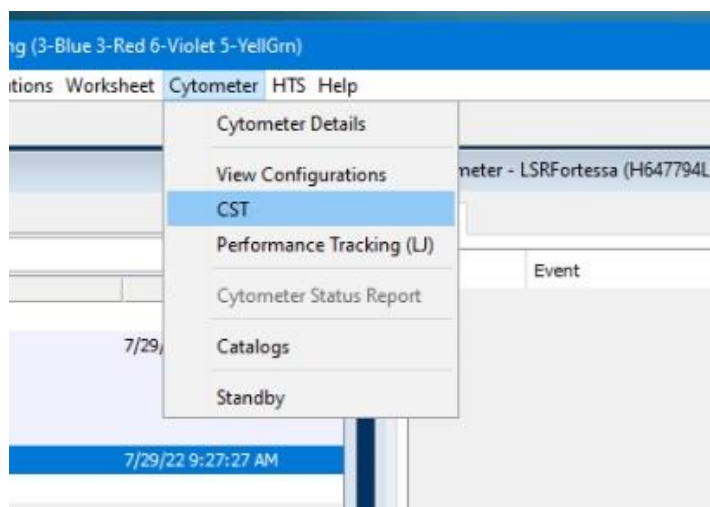 ng (3-Blue 3-Red 6-Violet 5-YellGrn)
tions Worksheet Cytometer HTS Help
Cytometer Details
View Configurations
meter - LSRFortessa (H647794L
CST
Performance Tracking (LJ)
Event
Cytometer Status Report
7/29/
Catalogs
Standby
7/29/22 9:27:27 AM